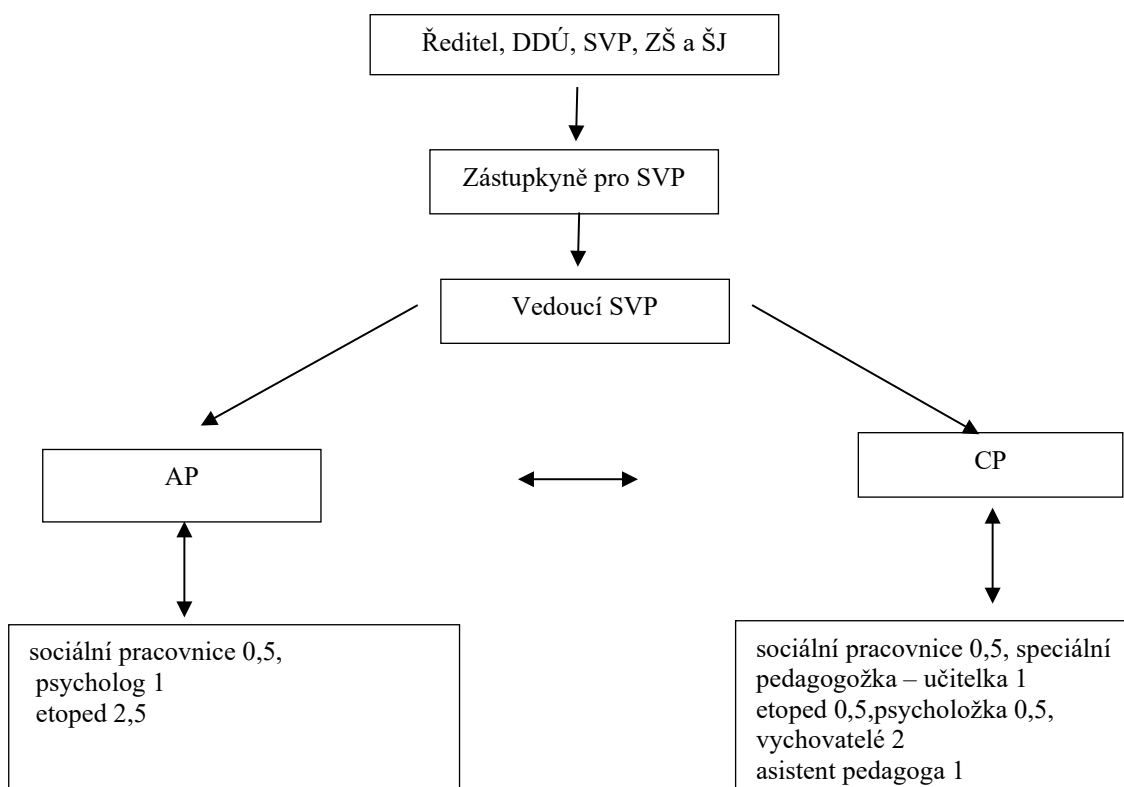 Ředitel, DDÚ, SVP, ZŠ a ŠJ
Zástupkyně pro SVP
Vedoucí SVP
AP
CP
sociální pracovnice 0,5,
psycholog 1
etoped 2,5
sociální pracovnice 0,5, speciální
pedagogožka – učitelka 1
etoped 0,5,psycholožka 0,5,
vychovatelé 2
asistent pedagoga 1